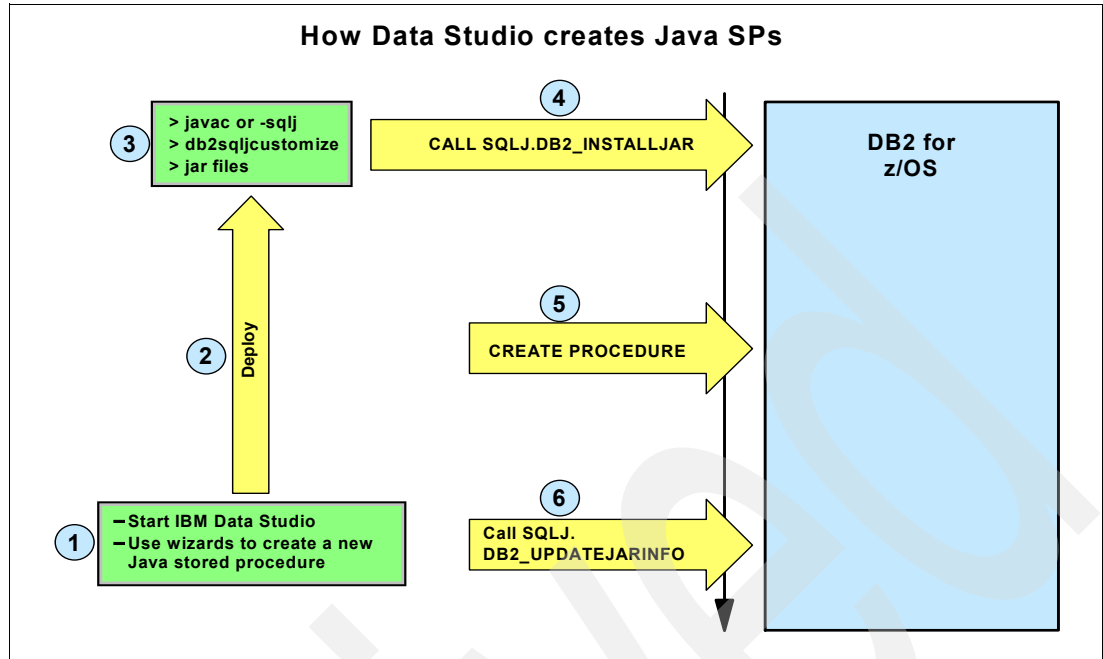 How Data Studio creates Java SPs
4
3
> javac or -sqlj
> db2sqljcustomize
> jar files
CALL SQLJ.DB2_INSTALLJAR
DB2 for
z/OS
5
CREATE PROCEDURE
2
Deploy
6
1
–Start IBM Data Studio
–Use wizards to create a new
Java stored procedure
Call SQLJ.
DB2_UPDATEJARINFO